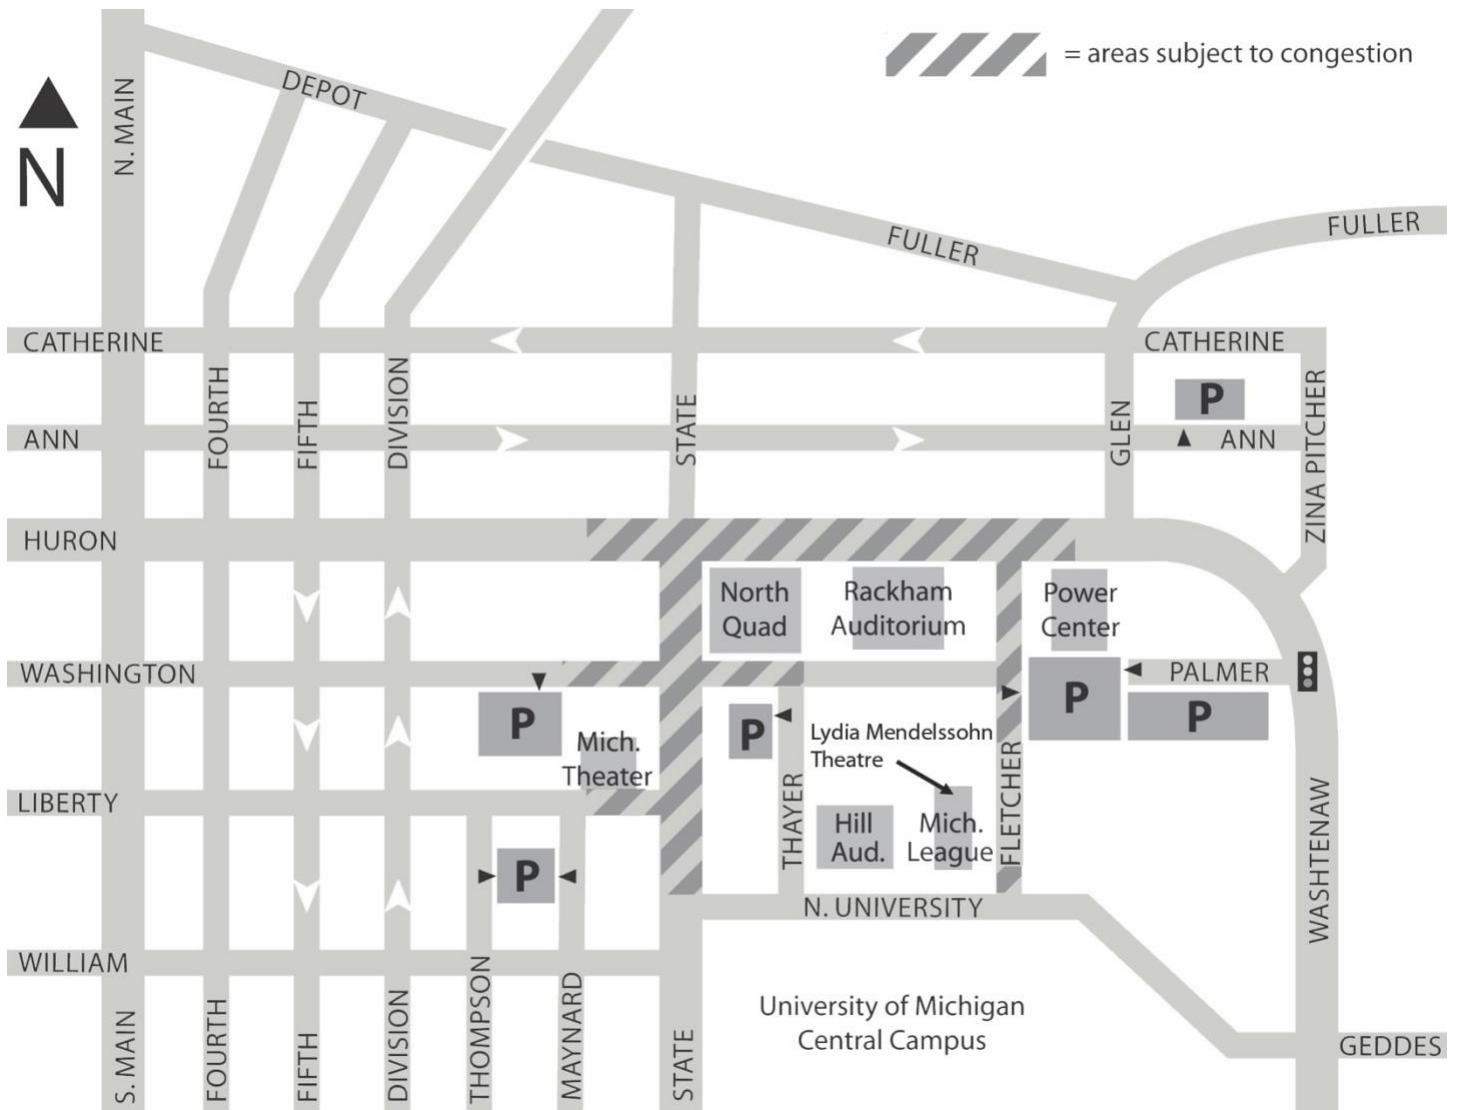 = areas subject to congestion
N. MAIN
DEPOT
N
FULLER
FULLER
CATHERINE
CATHERINE
FOURTH
FIFTH
DIVISION
STATE
GLEN
P
ZINA PITCHER
ANN
ANN
HURON
North
Quad
Rackham
Auditorium
Power
Center
WASHINGTON
PALMER
P
P
P
P
Mich.
Theater
Lydia Mendelssohn
Theatre
THAYER
FLETCHER
WASHTENAW
LIBERTY
Hill
Aud.
Mich.
League
P
N. UNIVERSITY
WILLIAM
S. MAIN
FOURTH
FIFTH
DIVISION
THOMPSON
MAYNARD
STATE
University of Michigan
Central Campus
GEDDES